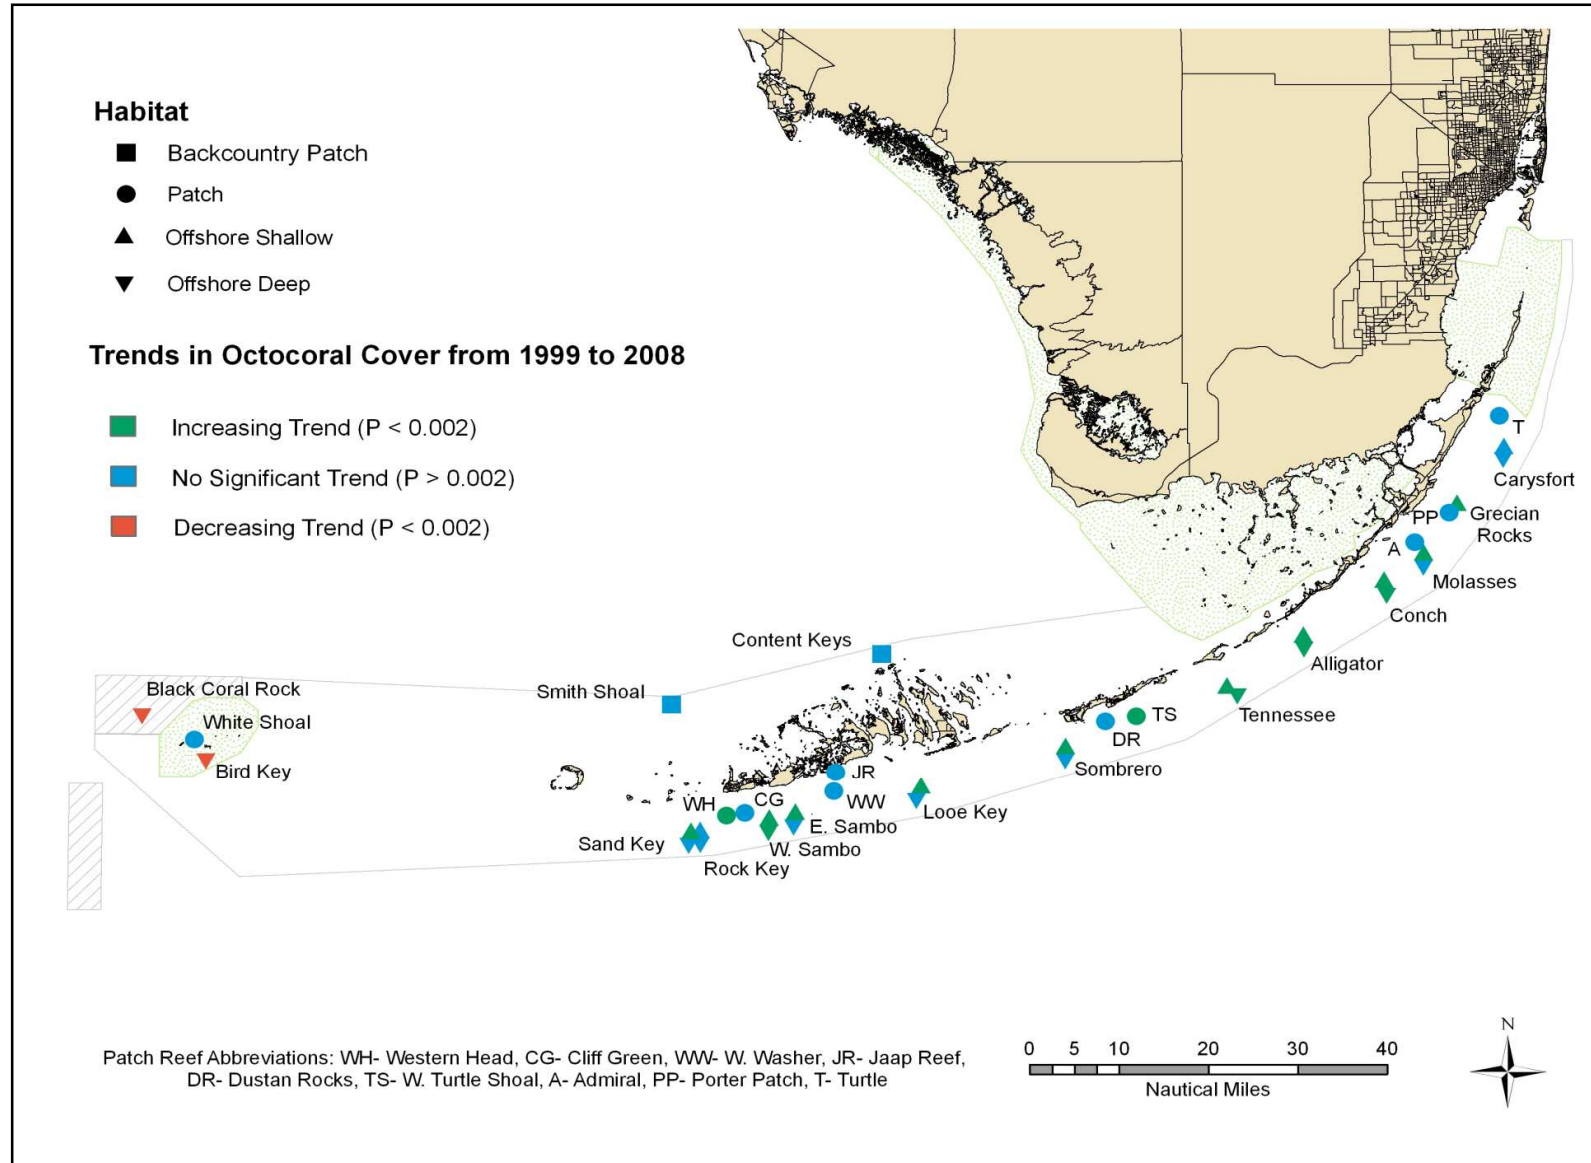 Habitat
Backcountry Patch
Patch
Offshore Shallow
Offshore Deep
Trends in Octocoral Cover from 1999 to 2008
Increasing Trend (P < 0.002)
No Significant Trend (P > 0.002)
Decreasing Trend (P < 0.002)
T
Carysfort
PP
Grecian
Rocks
A
Molasses
Conch
Alligator
Content Keys
Smith Shoal
Black Coral Rock
White Shoal
Bird Key
Tennessee
TS
DR
Sombrero
JR
WW
Looe Key
WH
CG
E. Sambo
W. Sambo
Sand Key
Rock Key
Patch Reef Abbreviations: WH- Western Head, CG- Cliff Green, WW- W. Washer, JR- Jaap Reef,
DR- Dustan Rocks, TS- W. Turtle Shoal, A- Admiral, PP- Porter Patch, T- Turtle
0 5 10 20 30 40
Nautical Miles
N